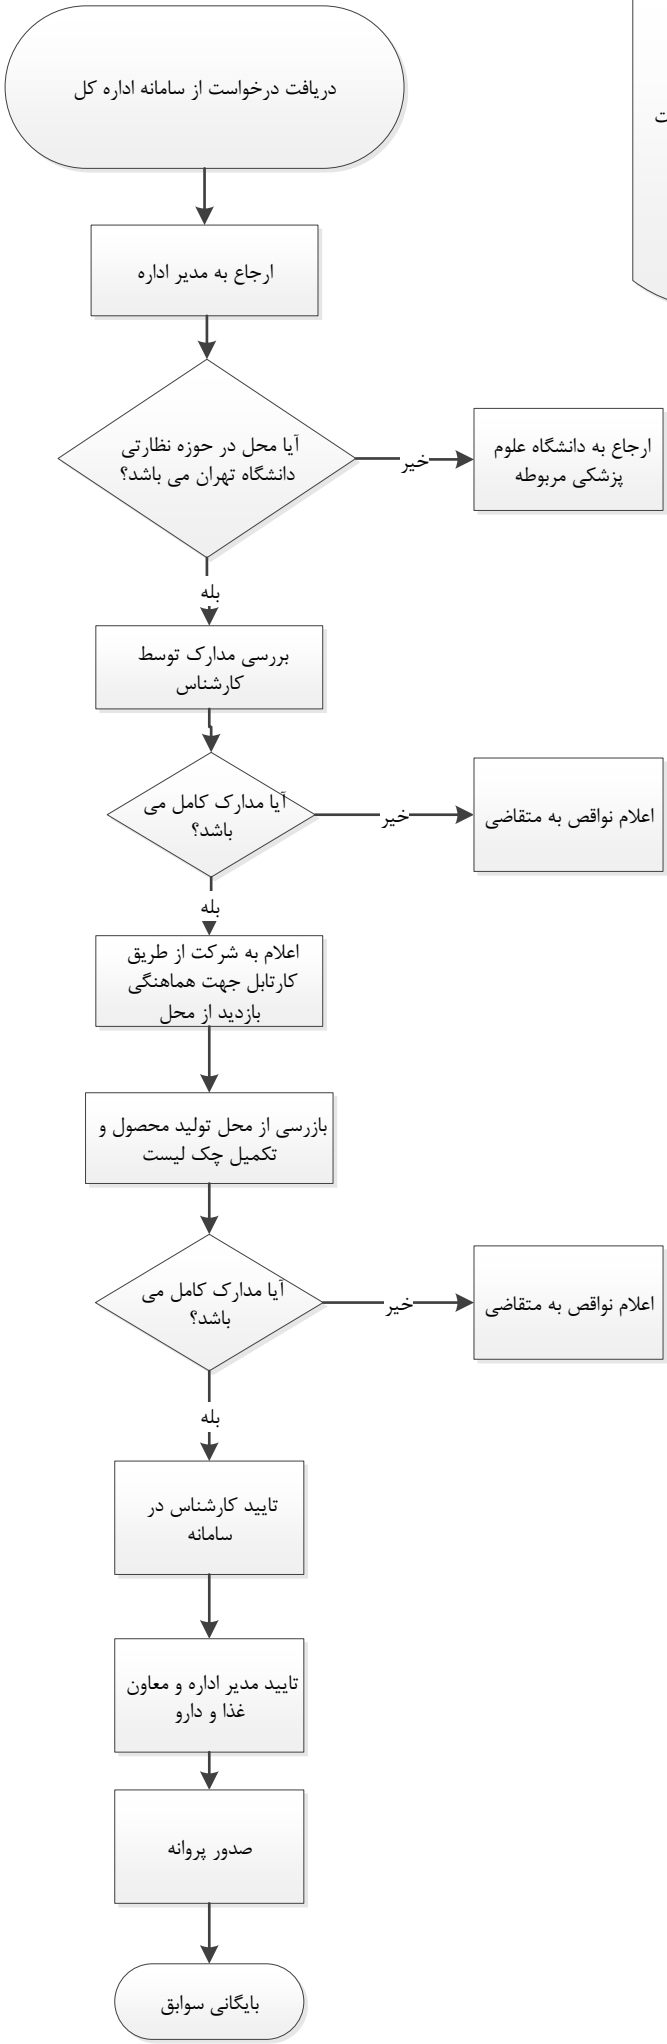 دریافت درخواست از سامانه اداره کل
ت
ارجاع به مدیر اداره
آیا محل در حوزه نظارتی
دانشگاه تهران می باشد؟
خیر
ارجاع به دانشگاه علوم
پزشکی مربوطه
بله
بررسی مدارک توسط
کارشناس
آیا مدارک کامل می
باشد؟
خیر
اعلام نواقص به متقاضی
بله
اعلام به شرکت از طریق
کارتابل جهت هماهنگی
بازدید از محل
بازرسی از محل تولید محصول و
تکمیل چک لیست
آیا مدارک کامل می
باشد؟
خیر
اعلام نواقص به متقاضی
بله
تایید کارشناس در
سامانه
تایید مدیر اداره و معاون
غذا و دارو
صدور پروانه
بایگانی سوابق